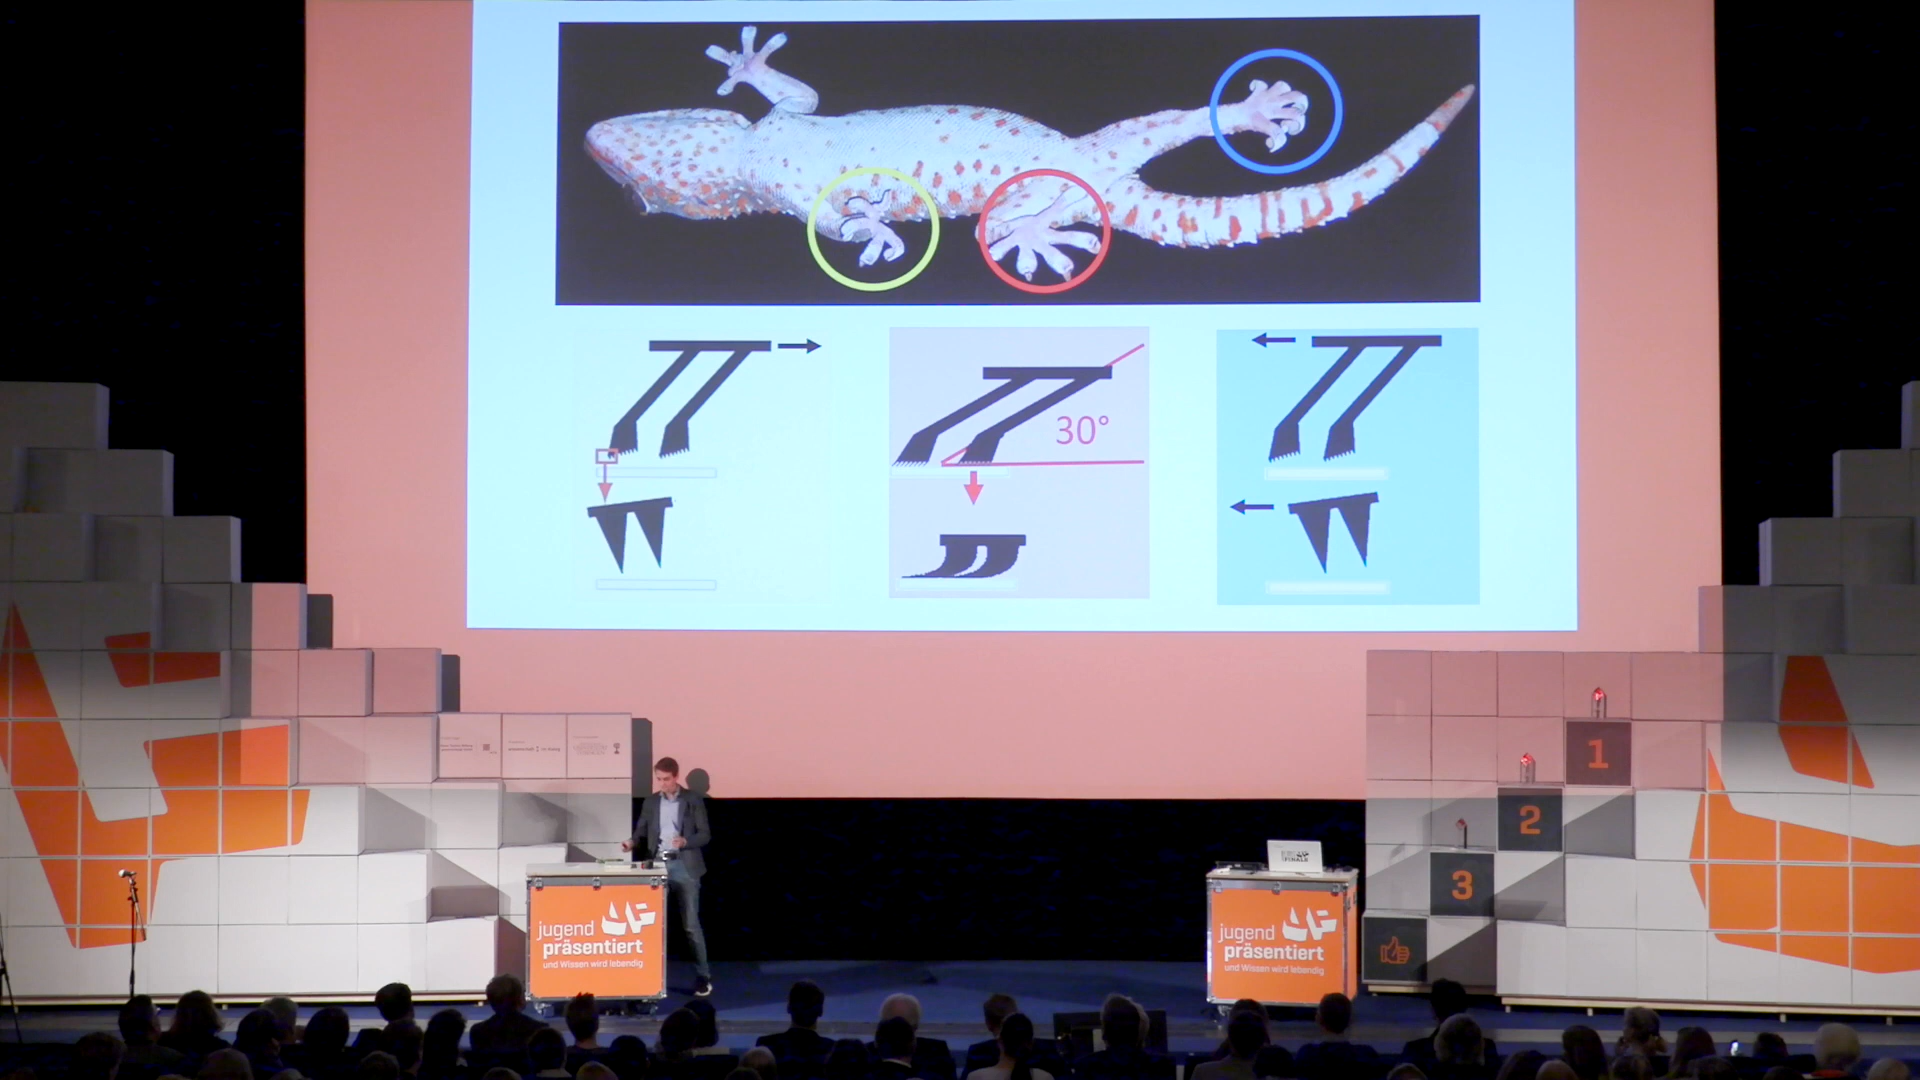 30°
1
2
3
jugend
präsentiert
und Wissen wird lebendig
jugend
präsentiert
und Wissen wird lebendig